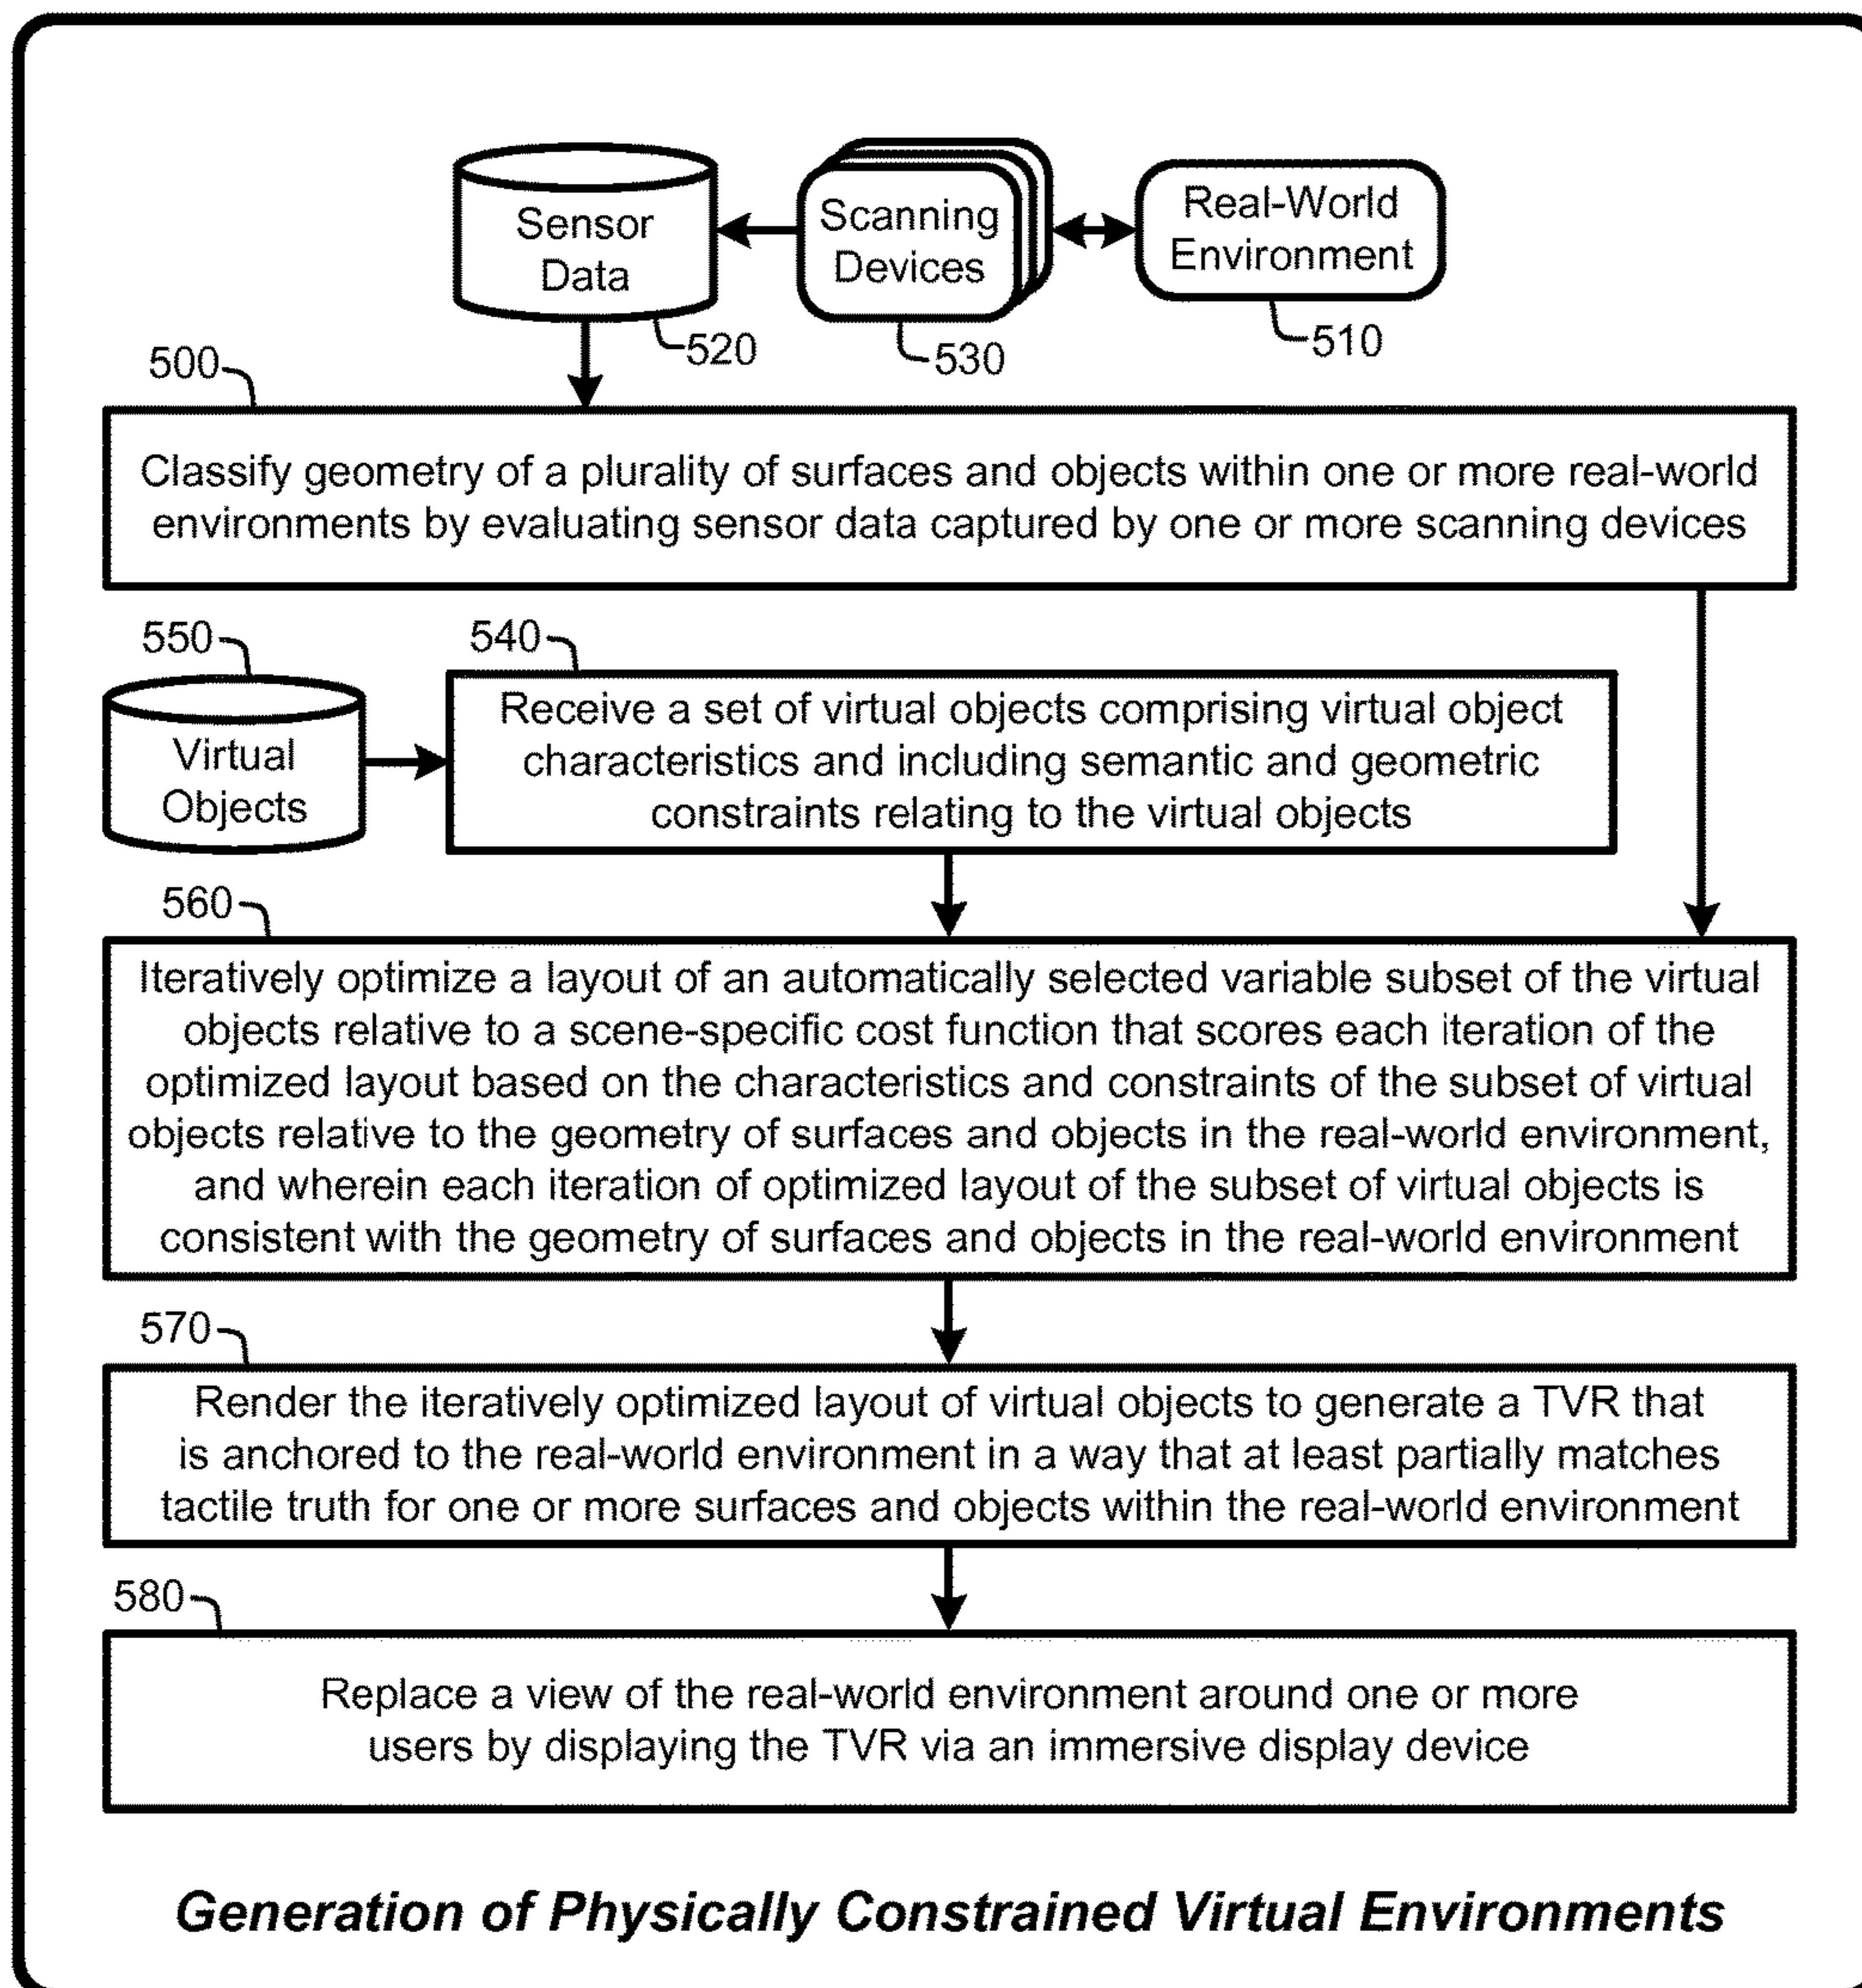 Sensor
Data
Scanning
Devices
Real-World
Environment
520
530
510
500
Classify geometry of a plurality of surfaces and objects within one or more real-world
environments by evaluating sensor data captured by one or more scanning devices
550
540
Virtual
Objects
Receive a set of virtual objects comprising virtual object
characteristics and including semantic and geometric
constraints relating to the virtual objects
560
Iteratively optimize a layout of an automatically selected variable subset of the virtual
objects relative to a scene-specific cost function that scores each iteration of the
optimized layout based on the characteristics and constraints of the subset of virtual
objects relative to the geometry of surfaces and objects in the real-world environment,
and wherein each iteration of optimized layout of the subset of virtual objects is
consistent with the geometry of surfaces and objects in the real-world environment
570
Render the iteratively optimized layout of virtual objects to generate a TVR that
is anchored to the real-world environment in a way that at least partially matches
tactile truth for one or more surfaces and objects within the real-world environment
580
Replace a view of the real-world environment around one or more
users by displaying the TVR via an immersive display device
Generation of Physically Constrained Virtual Environments